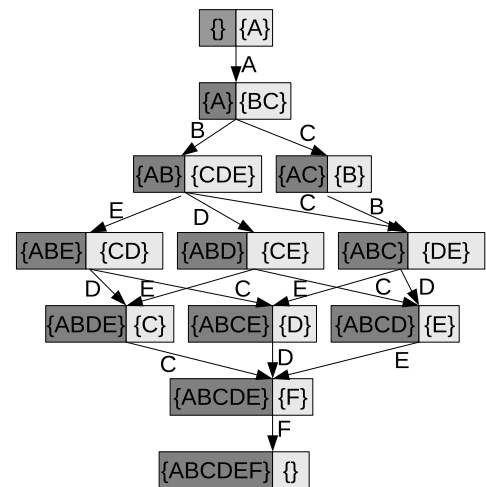 {} {A}
A
{A} {BC}
B C
{AB} {CDE} {AC} {B}
E D C B
{ABE} {CD} {ABD} {CE} {ABC} {DE}
D E C E C D
{ABDE} {C} {ABCE} {D} {ABCD} {E}
C D E
{ABCDE} {F}
F
{ABCDEF} {}